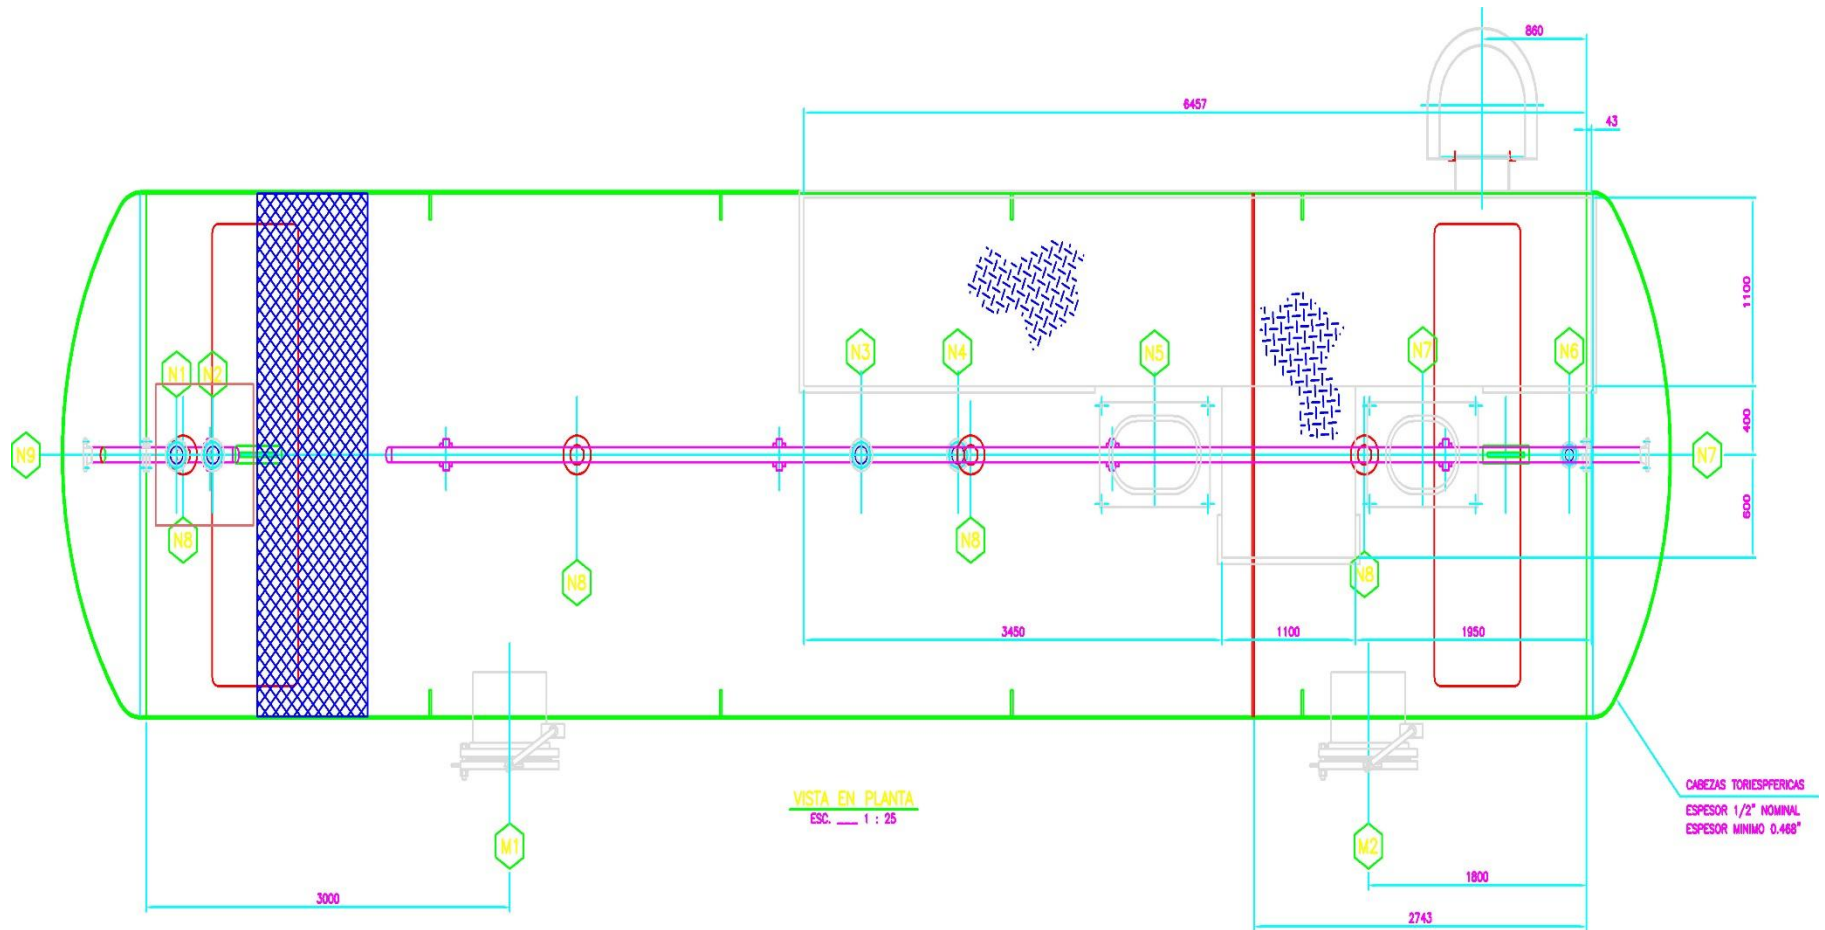 860
6457
43
1100
N3
N4
N5
N7
N6
N1
N2
400
N9
N7
600
N8
N8
N8
N8
3450
1100
1950
CABEZAS TORIESPFERICAS
VISTA EN PLANTA
ESPESOR 1/2" NOMINAL
ESC. ___ 1 : 25
ESPESOR MINIMO 0.468"
M1
M2
1800
3000
2743